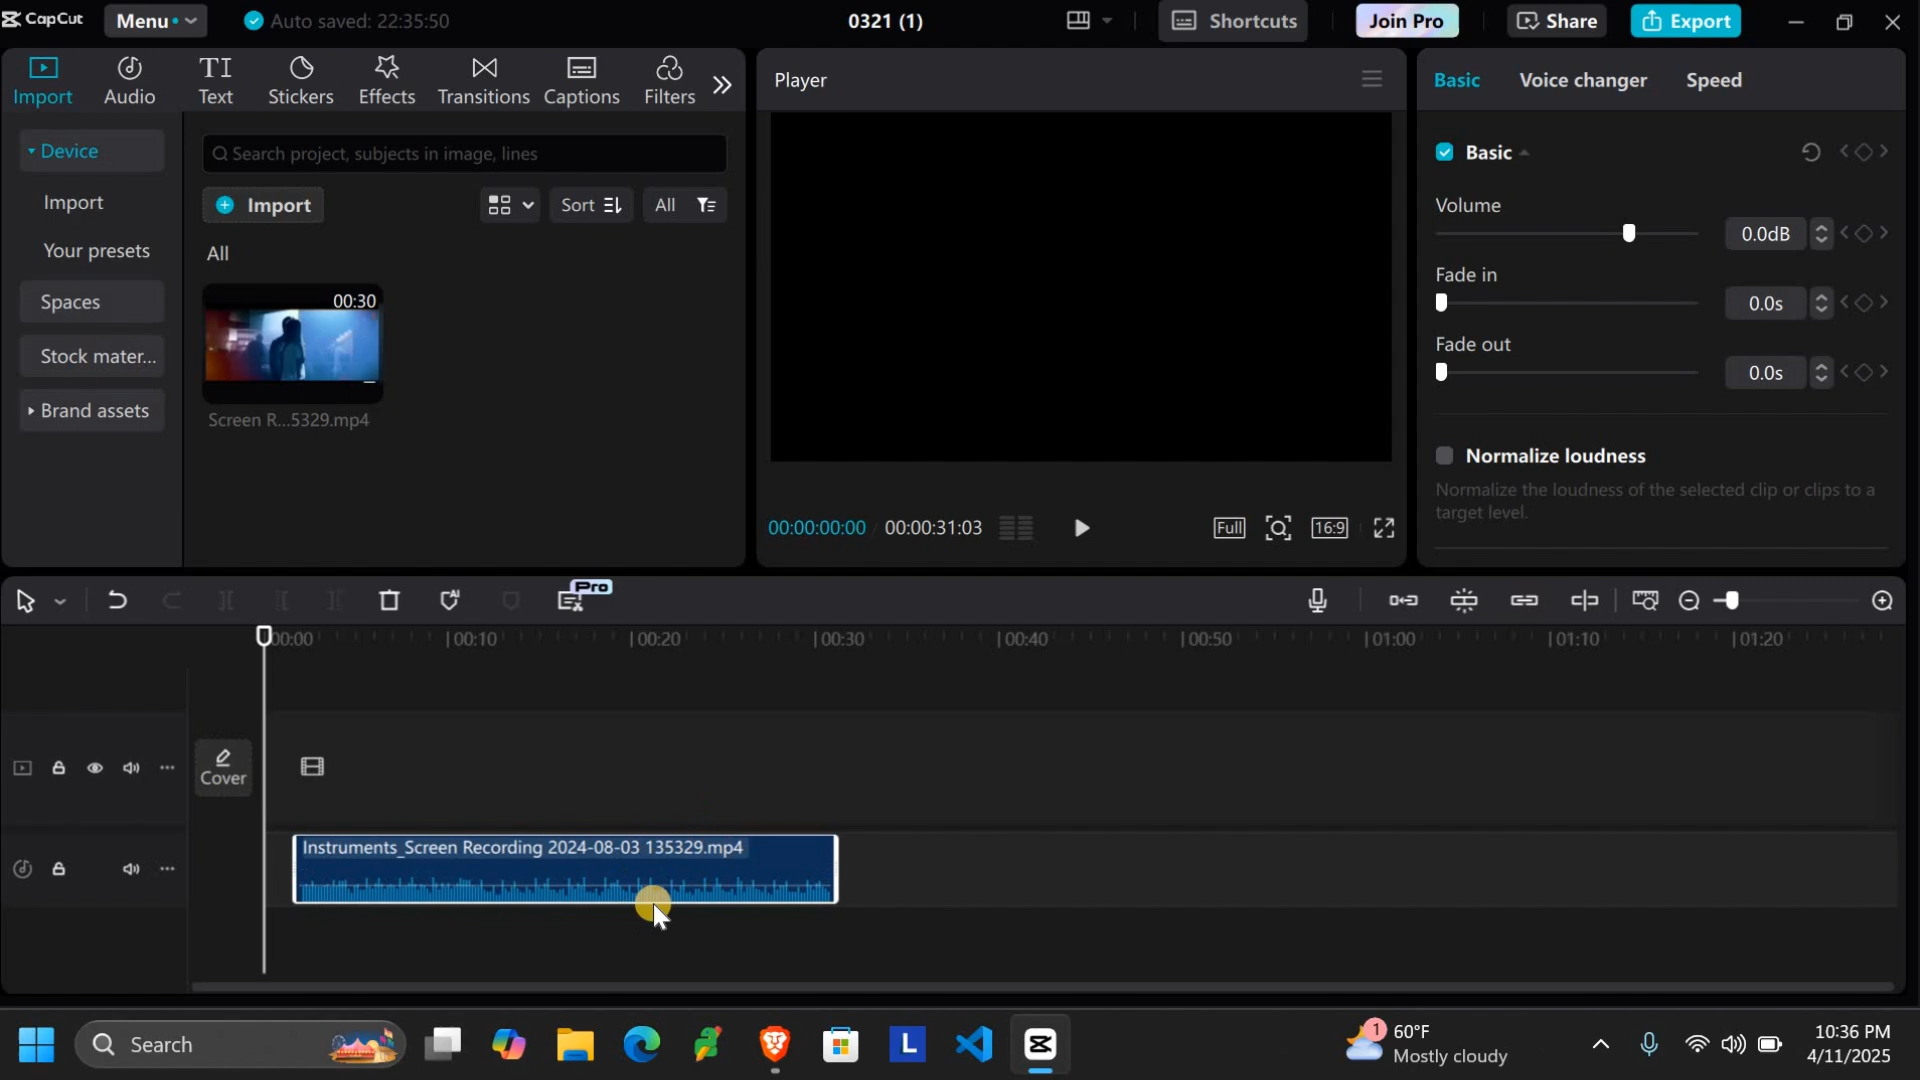 CapCut
Menu
Auto saved: 22:35:50
0321 (1)
Shortcuts
Join Pro
Share
Export
Import
Audio
TI
Text
Stickers
Effects
Transitions
Captions
Filters
Player
Basic
Voice changer
Speed
Device
Import
Your presets
Spaces
Stock mater...
Brand assets
Search project, subjects in image, lines
Import
Sort
All
All
00:30
Screen R...5329.mp4
00:00:00:00
00:00:31:03
Full
16:9
Basic
Volume
0.0dB
Fade in
0.0s
Fade out
0.0s
Normalize loudness
Normalize the loudness of the selected clip or clips to a
target level.
Pro
00:00
00:10
00:20
00:30
00:40
00:50
01:00
01:10
01:20
Cover
Instruments_Screen Recording 2024-08-03 135329.mp4
Search
L
1
60°F
Mostly cloudy
10:36 PM
4/11/2025